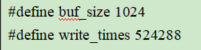 #define buf_size 1024
#define write_times 524288